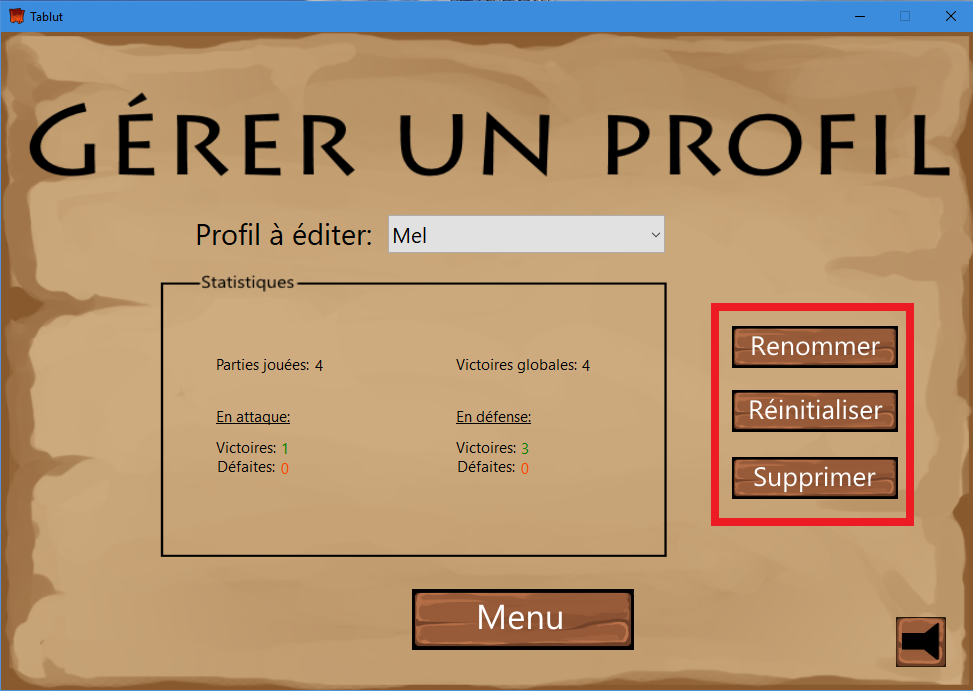 Tablut
GÉRER UN PROFIL
Profil à éditer: Mel
Statistiques
Parties jouées: 4
Victoires globales: 4
En attaque:
Victoires: 1
Défaites: 0
En défense:
Victoires: 3
Défaites: 0
Renommer
Réinitialiser
Supprimer
Menu